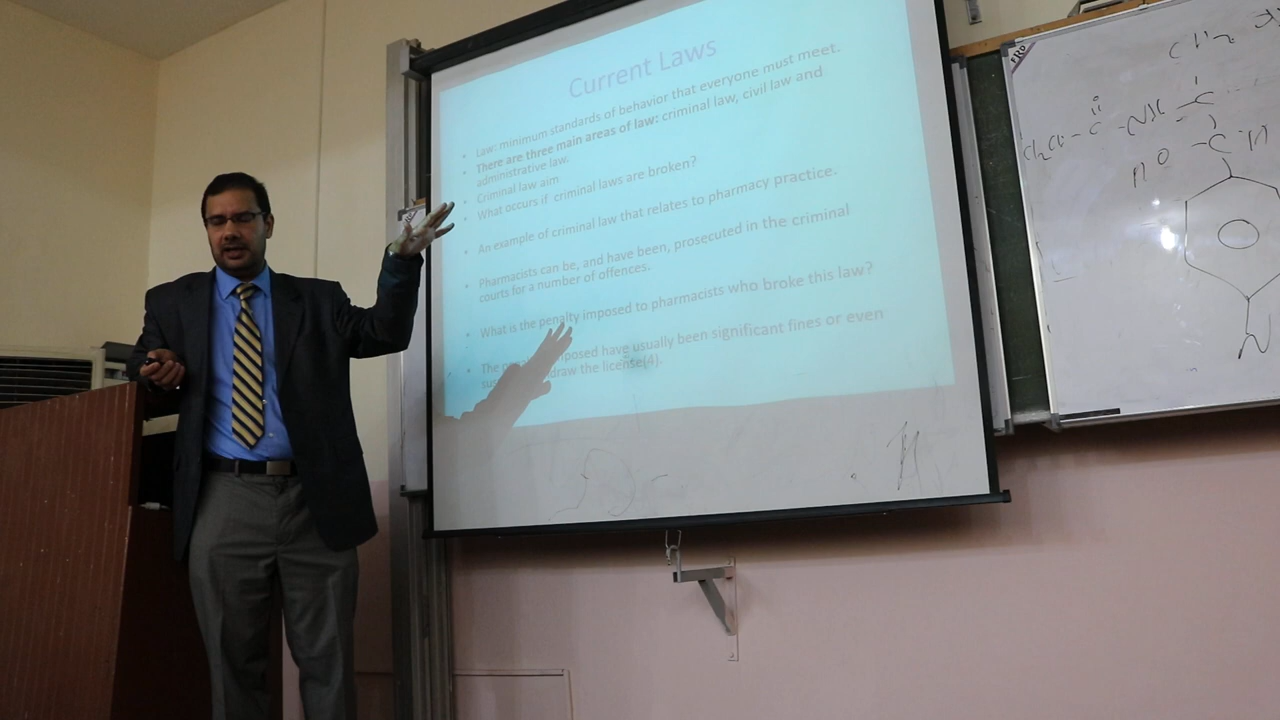 Current Laws
Law: minimum standards of behavior that everyone must meet.
There are three main areas of law: criminal law, civil law and
administrative law.
Criminal law aim
What occurs if criminal laws are broken?
An example of criminal law that relates to pharmacy practice.
Pharmacists can be, and have been, prosecuted in the criminal
courts for a number of offences.
What is the penalty imposed to pharmacists who broke this law?
The imposed have usually been significant fines or even
the license(4).
PRO
C
N